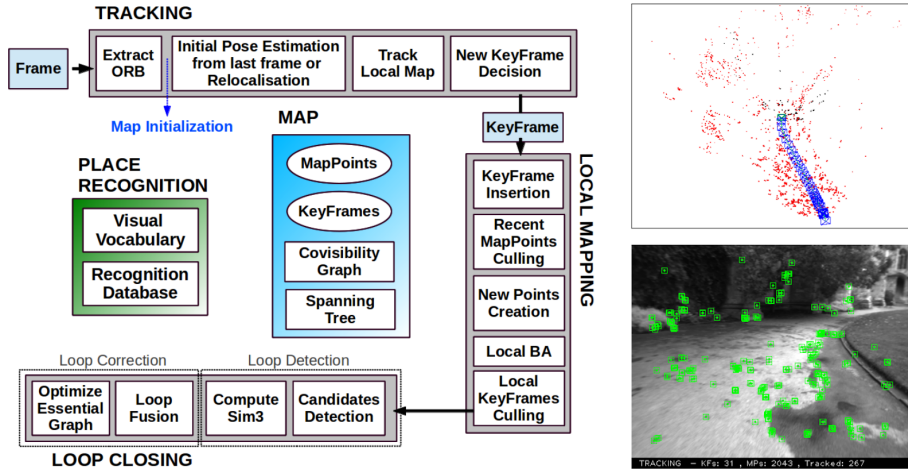 TRACKING
Frame
Extract
ORB
Initial Pose Estimation
from last frame or
Relocalisation
Track
Local Map
New KeyFrame
Decision
Map Initialization
KeyFrame
MAP
MapPoints
KeyFrames
Covisibility
Graph
Spanning
Tree
PLACE
RECOGNITION
Visual
Vocabulary
Recognition
Database
LOCAL MAPPING
KeyFrame
Insertion
Recent
MapPoints
Culling
New Points
Creation
Local BA
Local
KeyFrames
Culling
Loop Correction
Loop Detection
Optimize
Essential
Graph
Loop
Fusion
Compute
Sim3
Candidates
Detection
LOOP CLOSING
TRACKING - KFs: 31 , MPs: 2043 , Tracked: 267